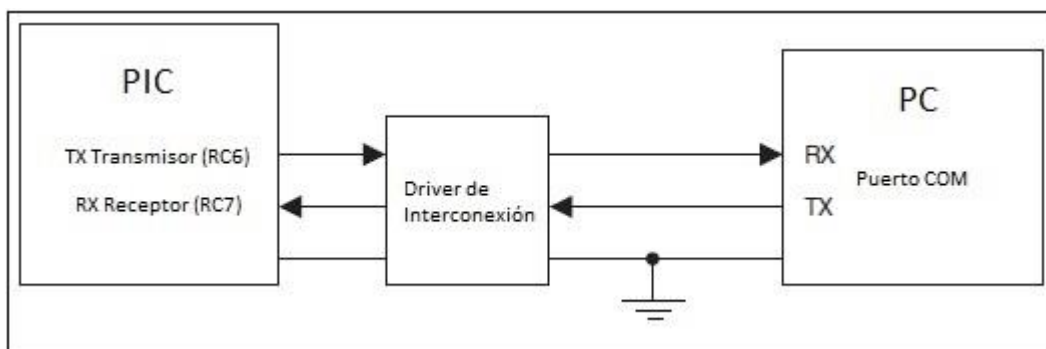 PIC
TX Transmisor (RC6)
RX Receptor (RC7)
Driver de
Interconexión
PC
RX
Puerto COM
TX